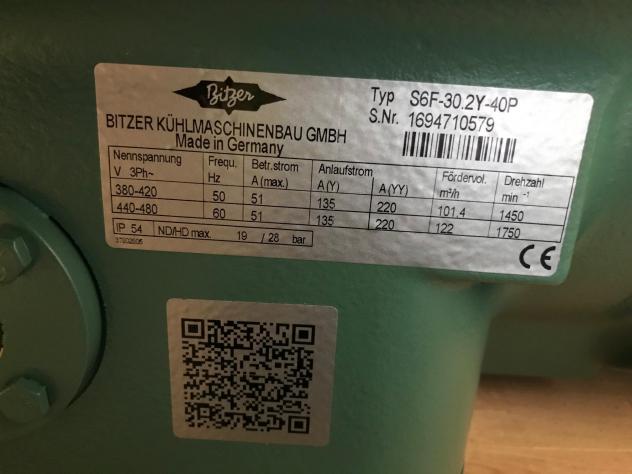 Bitzer
Typ S6F-30.2Y-40P
S.Nr. 1694710579
BITZER KÜHLMASCHINENBAU GMBH
Made in Germany
Nennspannung Frequ. Betr.strom Anlaufstrom Fördervol. Drehzahl
V 3Ph~ Hz A (max.) A (Y) A (YY) m³/h min -1
380-420 50 51 135 220 101,4 1450
440-480 60 51 135 220 122 1750
IP 54 ND/HD max. 19 / 28 bar
CE